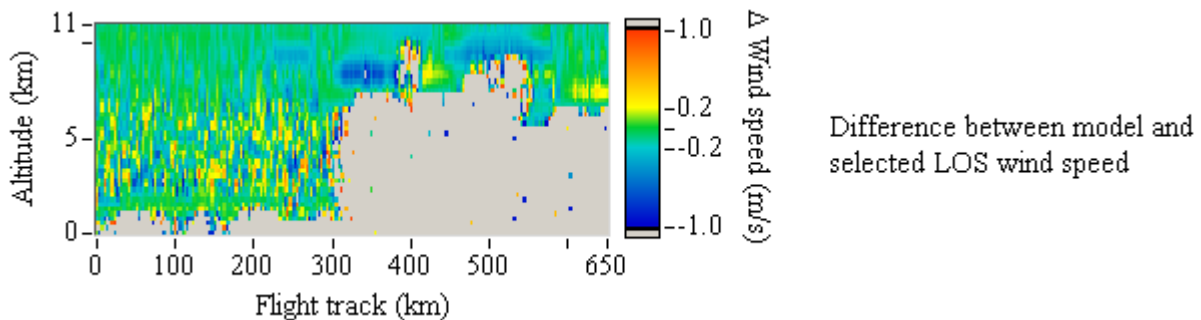 11
5
0
Altitude (km)
0 100 200 300 400 500 650
Flight track (km)
1.0
0.2
-0.2
-1.0
Δ Wind speed (m/s)
Difference between model and
selected LOS wind speed